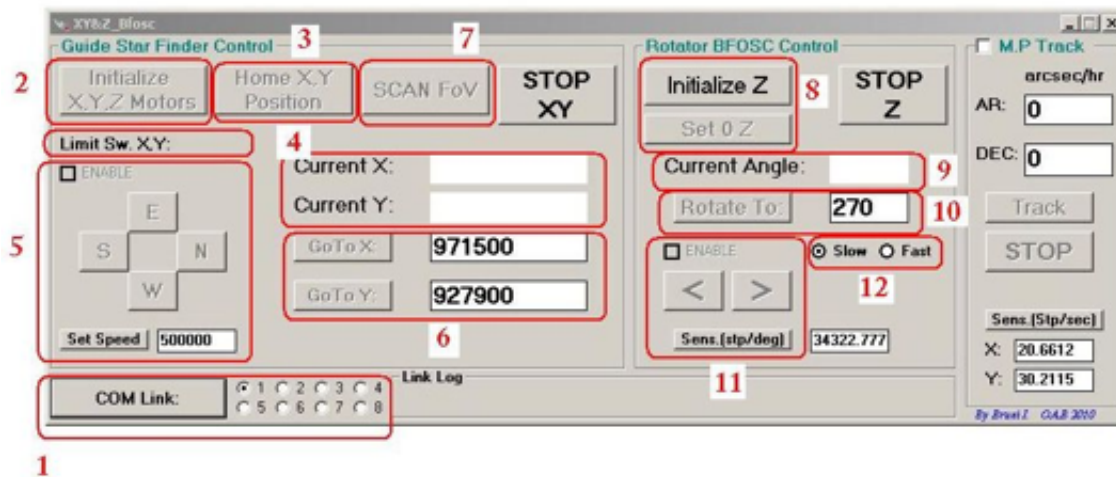 XY&Z_Bfosc
Guide Star Finder Control
3
7
Rotator BFOSC Control
M.P Track
2
Initialize
X,Y,Z Motors
Home X,Y
Position
SCAN FoV
STOP
XY
Initialize Z
Set 0 Z
8
STOP
Z
arcsec/hr
AR: 0
DEC: 0
Limit Sw. X,Y:
4
5
ENABLE
E
S
N
W
Set Speed 500000
Current X:
Current Y:
GoTo X: 971500
GoTo Y: 927900
6
Current Angle:
9
Rotate To: 270
10
ENABLE
Slow Fast
12
< >
Sens.(stp/deg) 34322.777
11
Track
STOP
Sens.(Stp/sec)
X: 20.6612
Y: 30.2115
COM Link:
1 2 3 4
5 6 7 8
Link Log
By Bruni I. OAB 2010
1